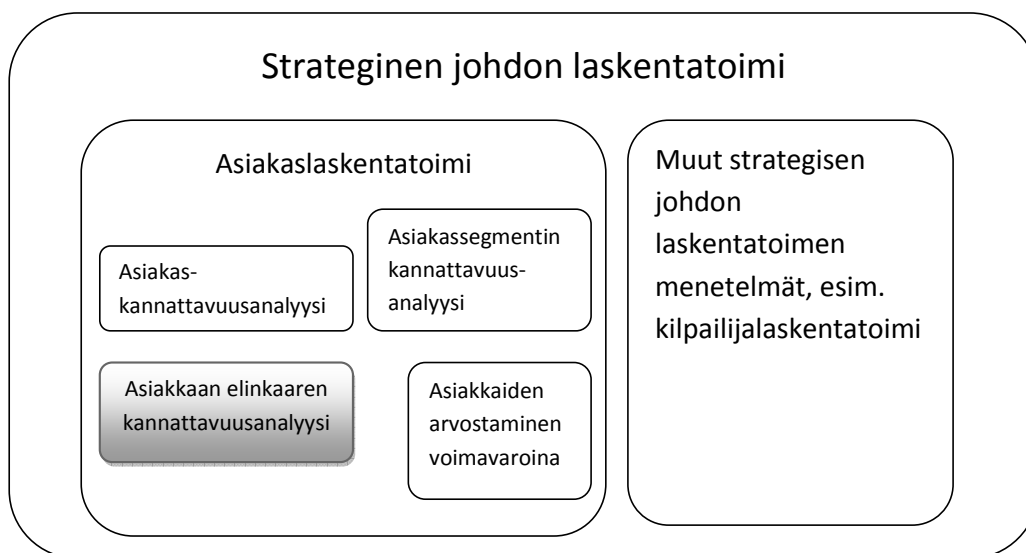 Strateginen johdon laskentatoimi
Asiakaslaskentatoimi
Asiakas-
kannattavuusanalyysi
Asiakassegmentin
kannattavuus-
analyysi
Asiakkaan elinkaaren
kannattavuusanalyysi
Asiakkaiden
arvostaminen
voimavaroina
Muut strategisen
johdon
laskentatoimen
menetelmät, esim.
kilpailijalaskentatoimi